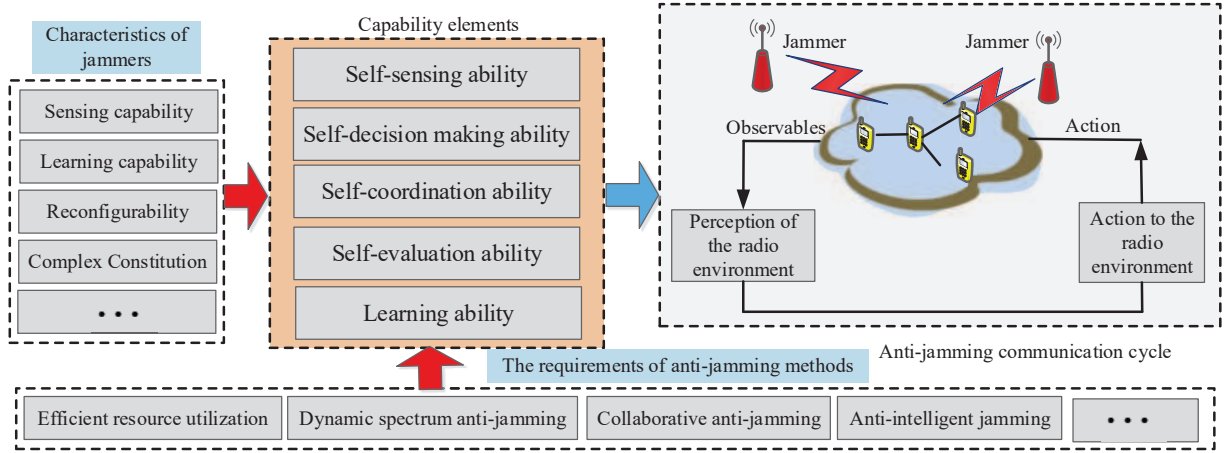 Characteristics of
jammers
Sensing capability
Learning capability
Reconfigurability
Complex Constitution
• • •
Capability elements
Self-sensing ability
Self-decision making ability
Self-coordination ability
Self-evaluation ability
Learning ability
Jammer
Jammer
Observables
Action
Perception of
the radio
environment
Action to the
radio
environment
Anti-jamming communication cycle
The requirements of anti-jamming methods
Efficient resource utilization
Dynamic spectrum anti-jamming
Collaborative anti-jamming
Anti-intelligent jamming
• • •